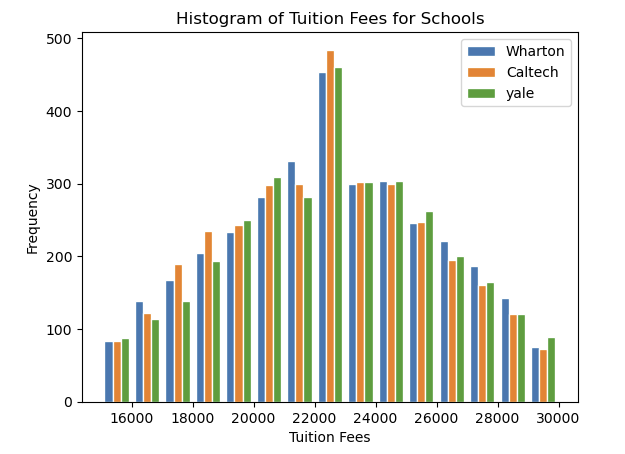 Histogram of Tuition Fees for Schools
Wharton
Caltech
yale
Frequency
500
400
300
200
100
0
16000 18000 20000 22000 24000 26000 28000 30000
Tuition Fees